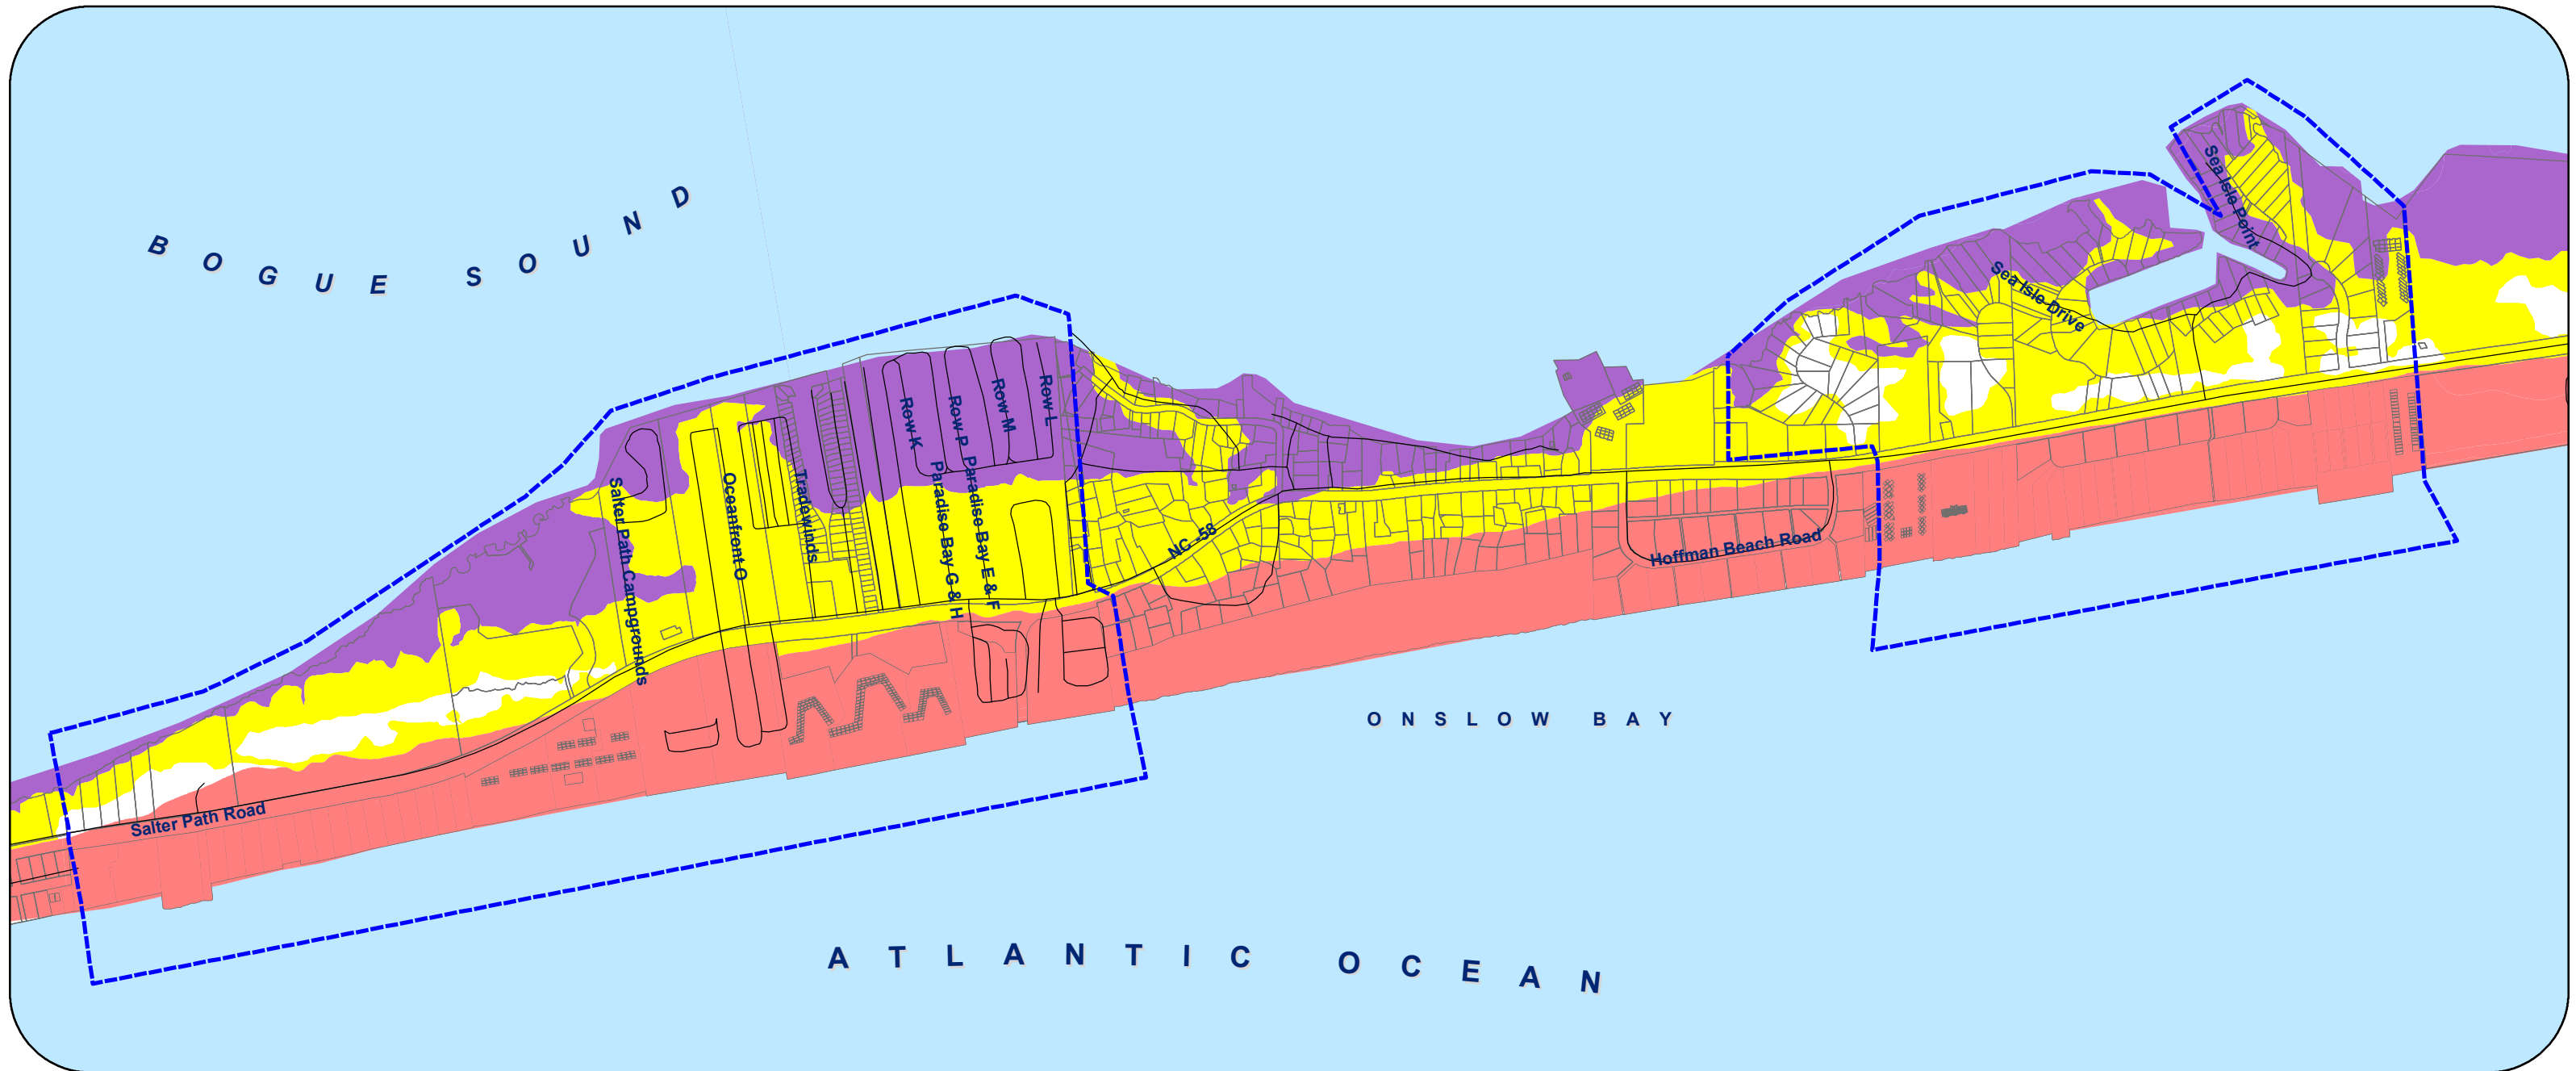 BOGUE SOUND
Sea Isle Point
Sea Isle Drive
Row K
Row P
Row M
Row L
Salter Path Campgrounds
Oceanfront O
Tradewinds
Paradise Bay G & H
Paradise Bay E & F
NC -58
Hoffman Beach Road
Salter Path Road
ONSLOW BAY
ATLANTIC OCEAN